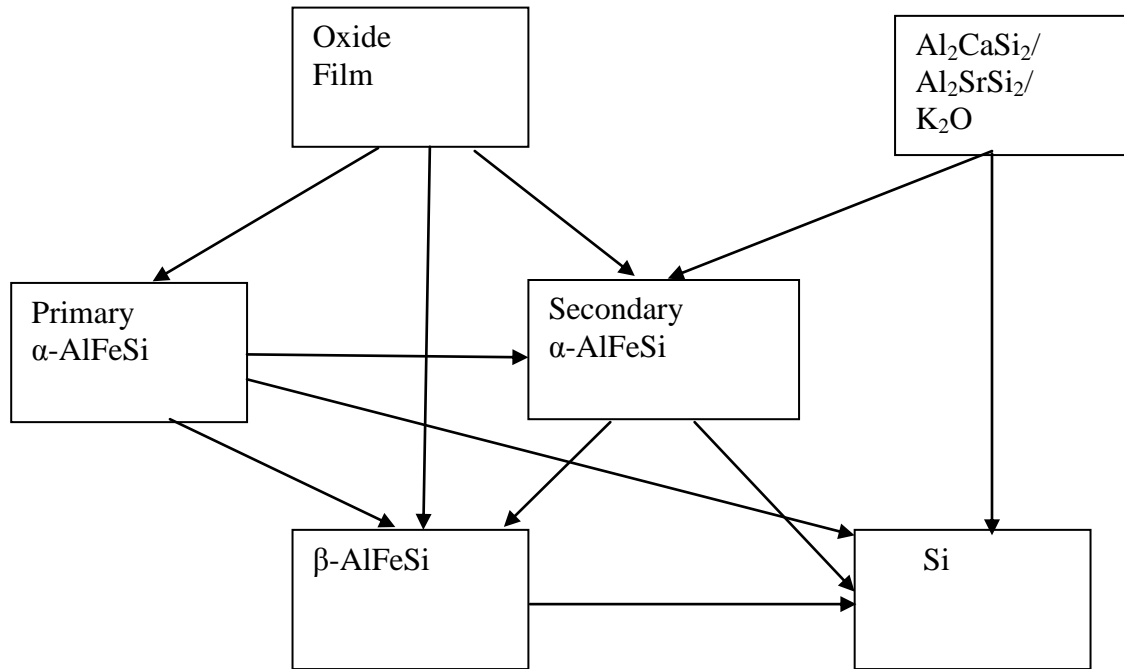 Oxide
Film
Al₂CaSi₂/
Al₂SrSi₂/
K₂O
Primary
α-AlFeSi
Secondary
α-AlFeSi
β-AlFeSi
Si